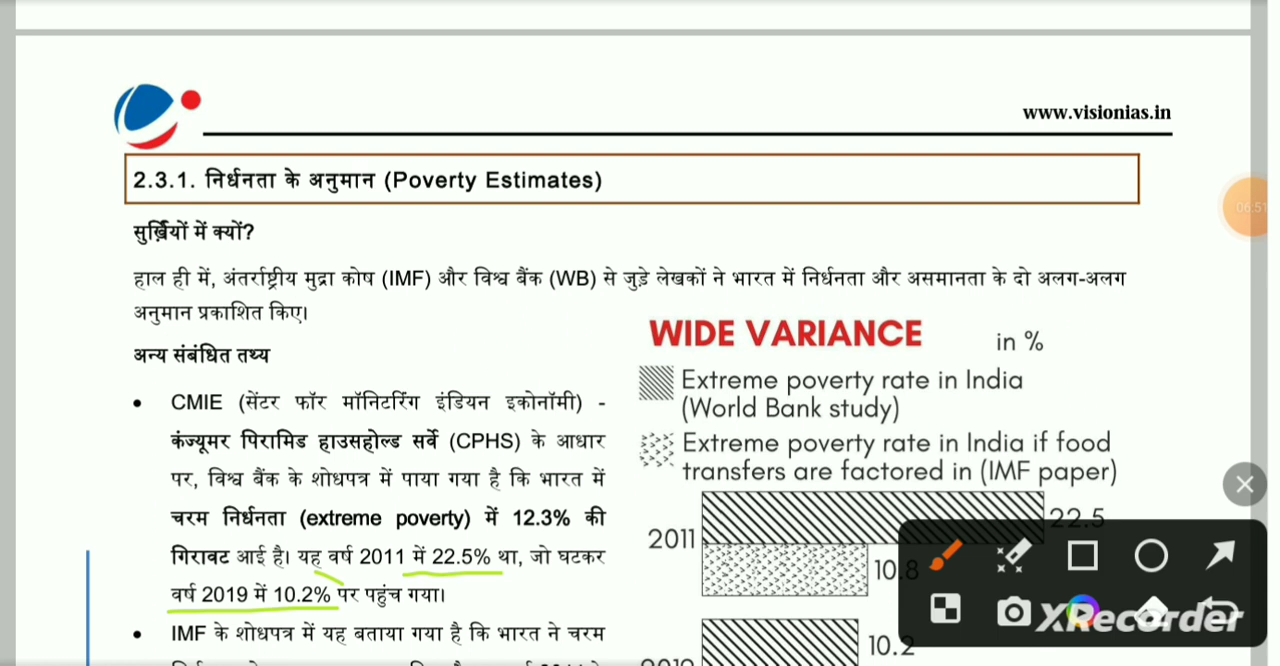 www.visionias.in
2.3.1. निर्धनता के अनुमान (Poverty Estimates)
सुर्ख़ियों में क्यों?
हाल ही में, अंतर्राष्ट्रीय मुद्रा कोष (IMF) और विश्व बैंक (WB) से जुड़े लेखकों ने भारत में निर्धनता और असमानता के दो अलग-अलग
अनुमान प्रकाशित किए।
अन्य संबंधित तथ्य
• CMIE (सेंटर फॉर मॉनिटरिंग इंडियन इकोनॉमी) -
कंज्यूमर पिरामिड हाउसहोल्ड सर्वे (CPHS) के आधार
पर, विश्व बैंक के शोधपत्र में पाया गया है कि भारत में
चरम निर्धनता (extreme poverty) में 12.3% की
गिरावट आई है। यह वर्ष 2011 में 22.5% था, जो घटकर
वर्ष 2019 में 10.2% पर पहुंच गया।
• IMF के शोधपत्र में यह बताया गया है कि भारत ने चरम
WIDE VARIANCE
in %
Extreme poverty rate in India
(World Bank study)
Extreme poverty rate in India if food
transfers are factored in (IMF paper)
2011
22.5
10.8
10.2
06:51
XRecorder